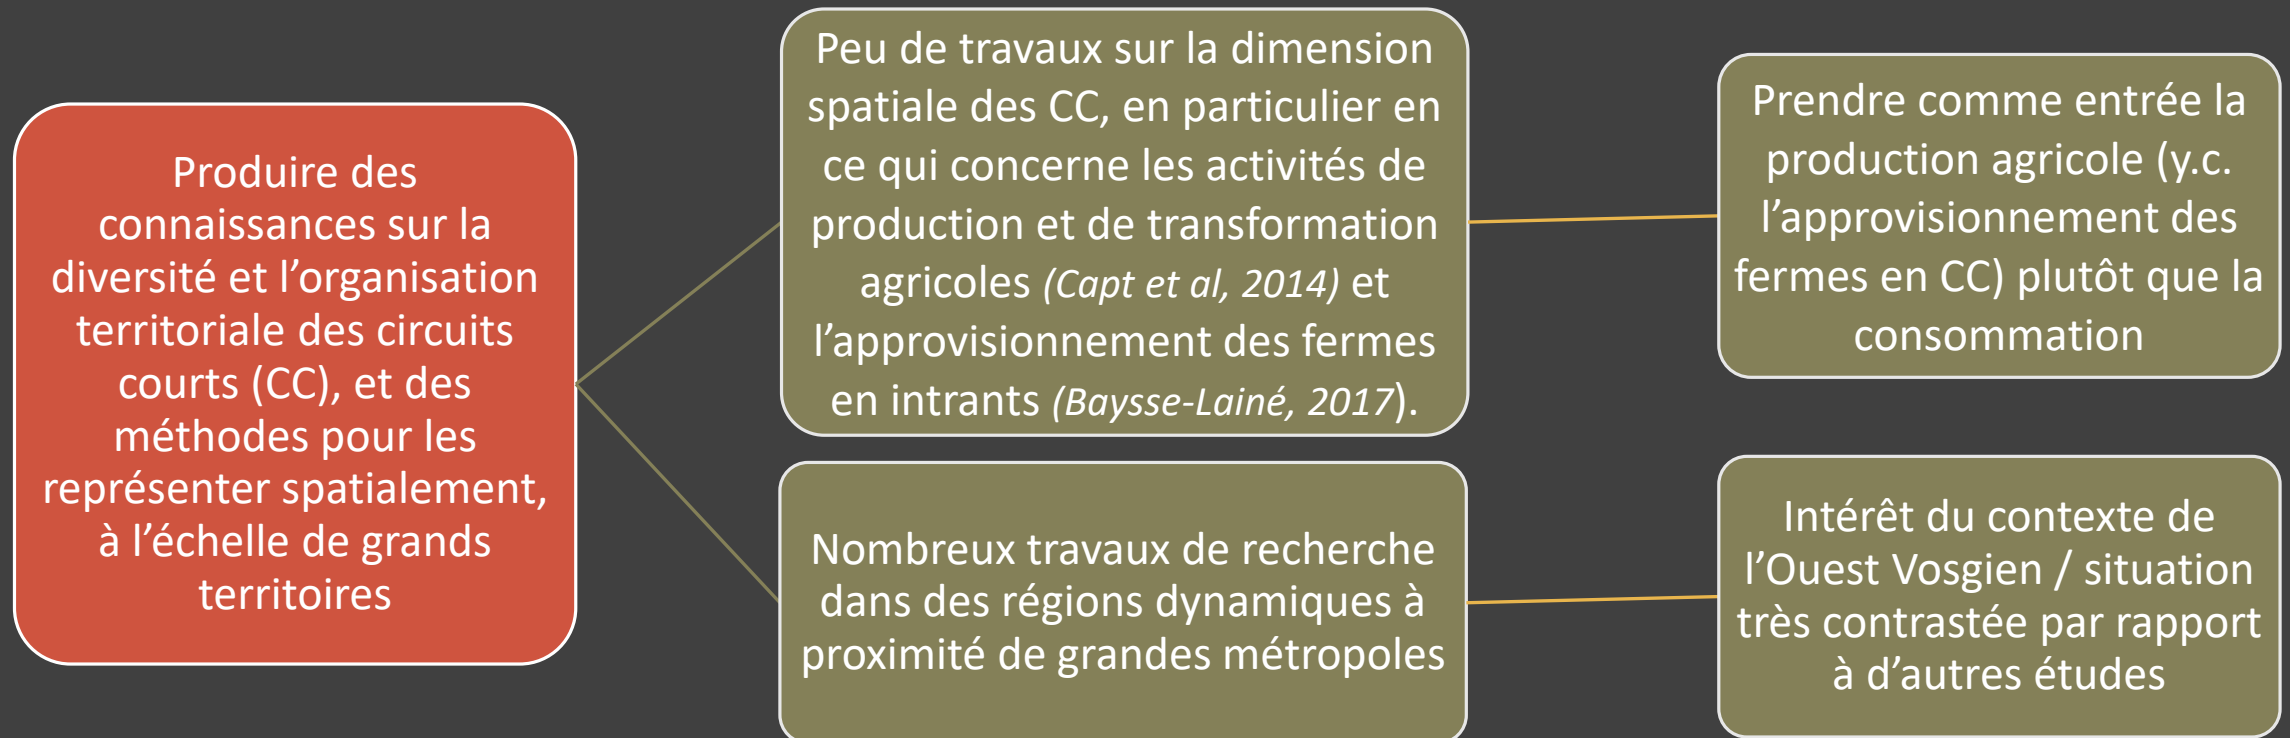 Produire des
connaissances sur la
diversité et l’organisation
territoriale des circuits
courts (CC), et des
méthodes pour les
représenter spatialement,
à l’échelle de grands
territoires
Peu de travaux sur la dimension
spatiale des CC, en particulier en
ce qui concerne les activités de
production et de transformation
agricoles (Capt et al, 2014) et
l’approvisionnement des fermes
en intrants (Baysse-Lainé, 2017).
Prendre comme entrée la
production agricole (y.c.
l’approvisionnement des
fermes en CC) plutôt que la
consommation
Nombreux travaux de recherche
dans des régions dynamiques à
proximité de grandes métropoles
Intérêt du contexte de
l’Ouest Vosgien / situation
très contrastée par rapport
à d’autres études